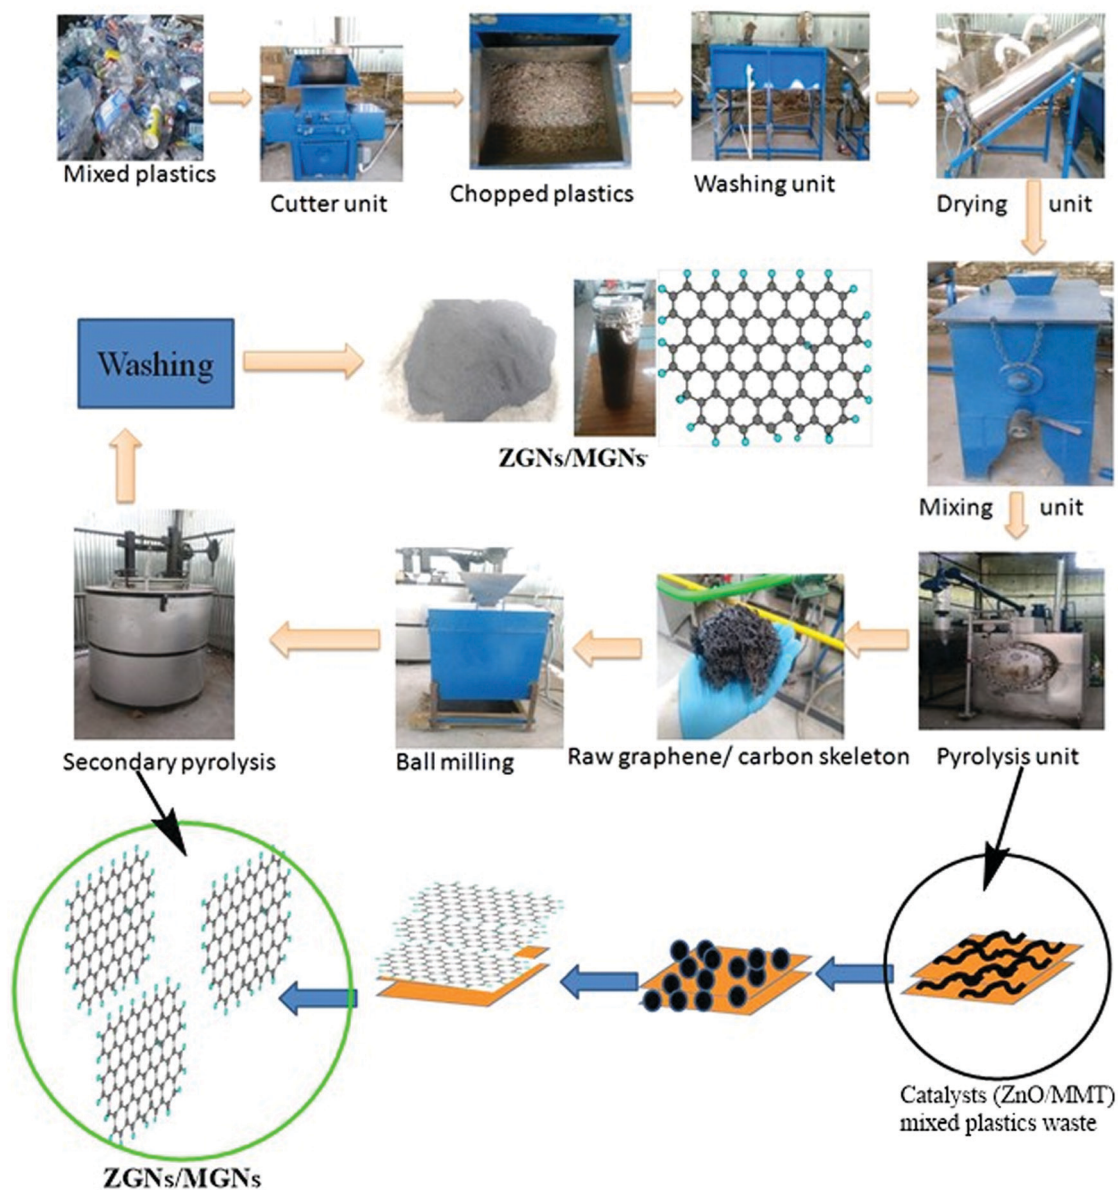 Mixed plastics
Cutter unit
Chopped plastics
Washing unit
Drying unit
Washing
ZGNs/MGNs
Mixing unit
Secondary pyrolysis
Ball milling
Raw graphene/ carbon skeleton
Pyrolysis unit
Catalysts (ZnO/MMT)
mixed plastics waste
ZGNs/MGNs